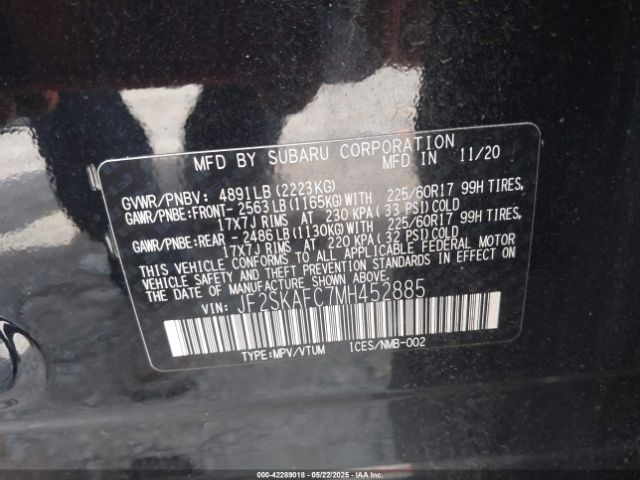 MFD BY SUBARU CORPORATION
MFD IN 11/20
GVWR/PNBV: 4891LB(2223KG)
GAWR/PNBE:FRONT- 2563LB(1165KG)WITH 225/60R17 99H TIRES,
17X7J RIMS AT 230 KPA(33 PSI)COLD
GAWR/PNBE:REAR - 2486LB(1130KG)WITH 225/60R17 99H TIRES,
17X7J RIMS AT 220 KPA(32 PSI)COLD
THIS VEHICLE CONFORMS TO ALL APPLICABLE FEDERAL MOTOR
VEHICLE SAFETY AND THEFT PREVENTION STANDARDS IN EFFECT ON
THE DATE OF MANUFACTURE SHOWN ABOVE.
VIN: JF2SKAFC7MH452885
TYPE:MPV/VTUM ICES/NMB-002
000-42289018 - 05/22/2025 - IAAI.COM